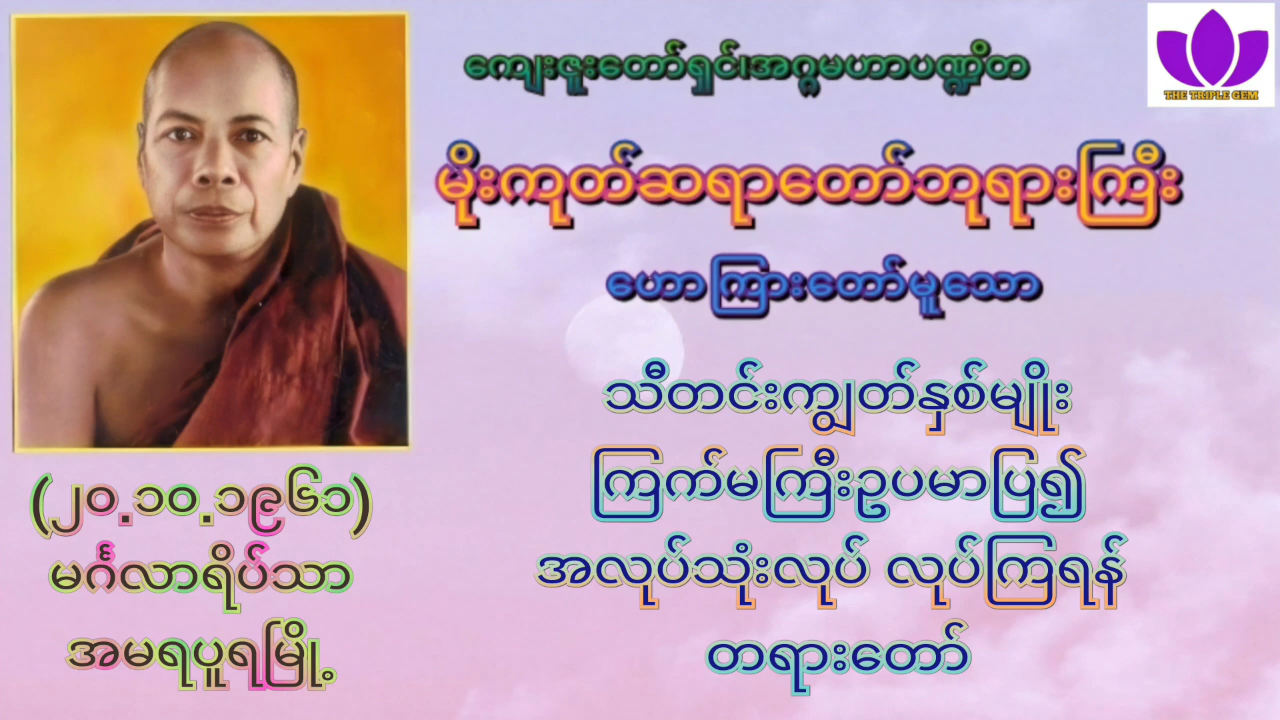 ကျေးဇူးတော်ရှင်၊အဂ္ဂမဟာပဏ္ဍိတ
THE TRIPLE GEM
မိုးကုတ်ဆရာတော်ဘုရားကြီး
ဟောကြားတော်မူသော
သီတင်းကျွတ်နှစ်မျိုး
ကြက်မကြီးဥပမာပြ၍
အလုပ်သုံးလုပ် လုပ်ကြရန်
တရားတော်
(၂၀.၁၀.၁၉၆၁)
မင်္ဂလာရိပ်သာ
အမရပူရမြို့